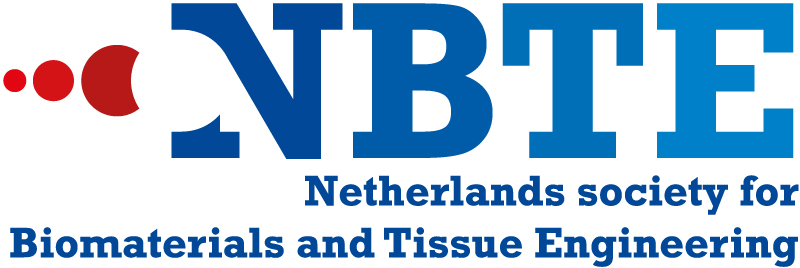 NBTE
Netherlands society for
Biomaterials and Tissue Engineering